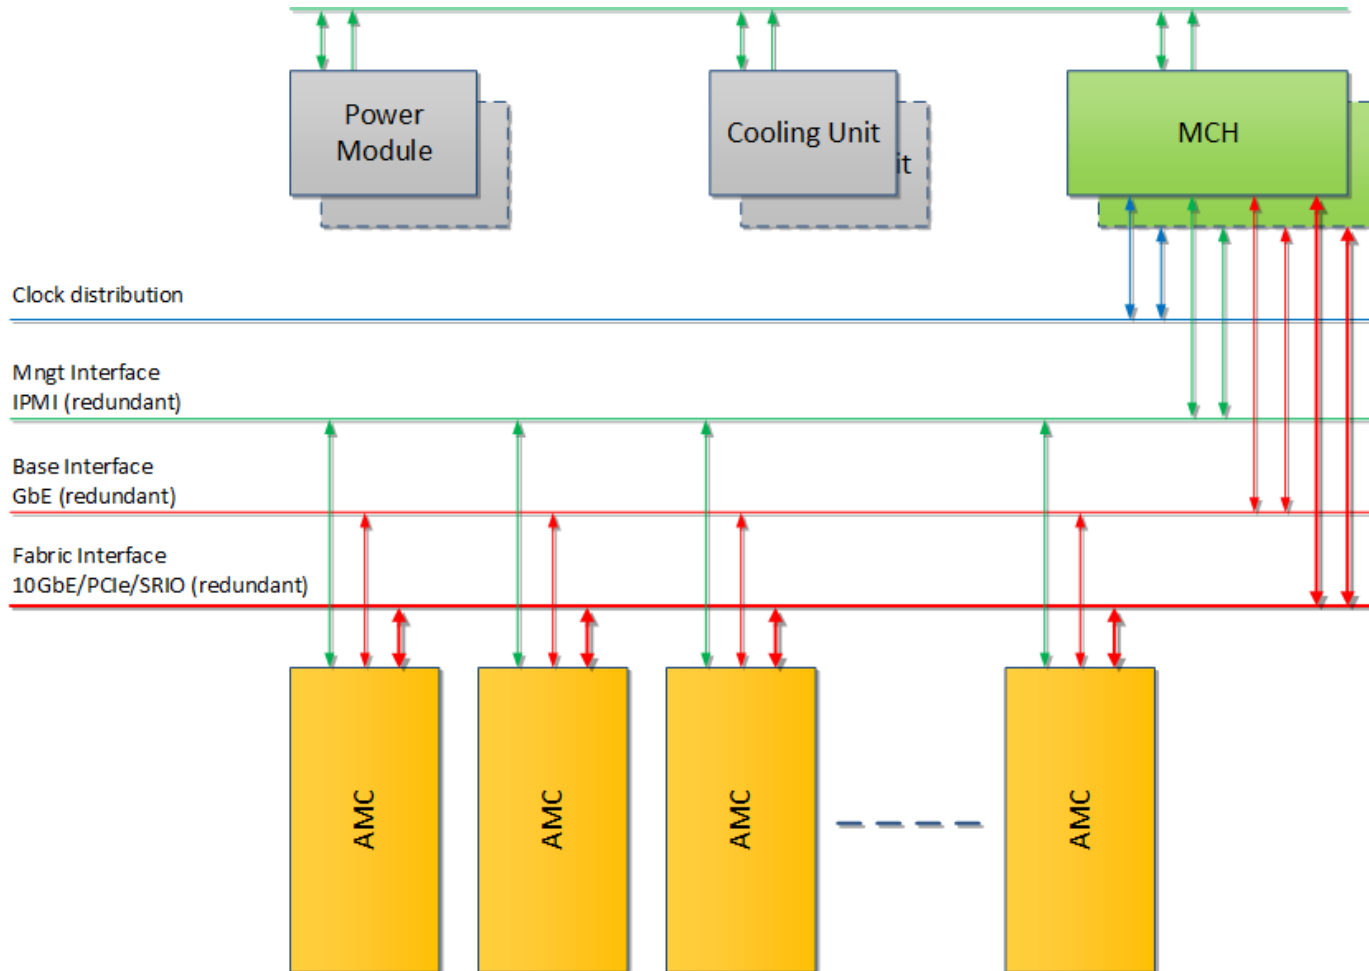 Power
Module
Cooling Unit
it
MCH
Clock distribution
Mngt Interface
IPMI (redundant)
Base Interface
GbE (redundant)
Fabric Interface
10GbE/PCIe/SRIO (redundant)
AMC
AMC
AMC
AMC